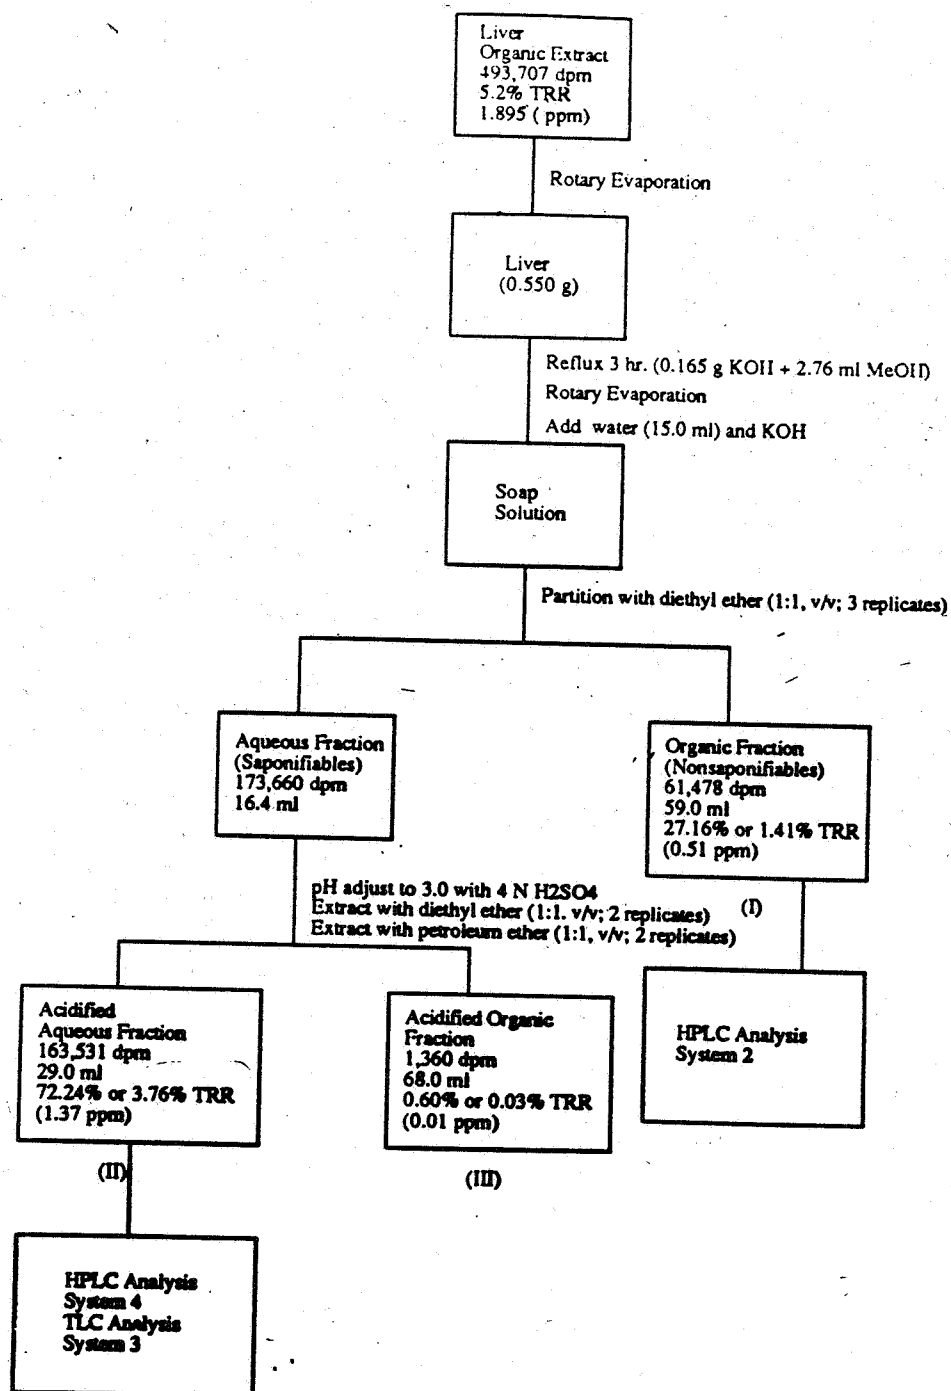 Liver
Organic Extract
493,707 dpm
5.2% TRR
1.895 ( ppm)
Rotary Evaporation
Liver
(0.550 g)
Reflux 3 hr. (0.165 g KOH + 2.76 ml MeOH)
Rotary Evaporation
Add water (15.0 ml) and KOH
Soap
Solution
Partition with diethyl ether (1:1, v/v; 3 replicates)
Aqueous Fraction
(Saponifiables)
173,660 dpm
16.4 ml
Organic Fraction
(Nonsaponifiables)
61,478 dpm
59.0 ml
27.16% or 1.41% TRR
(0.51 ppm)
pH adjust to 3.0 with 4 N H2SO4
Extract with diethyl ether (1:1. v/v; 2 replicates)
Extract with petroleum ether (1:1, v/v; 2 replicates)
(I)
Acidified
Aqueous Fraction
163,531 dpm
29.0 ml
72.24% or 3.76% TRR
(1.37 ppm)
Acidified Organic
Fraction
1,360 dpm
68.0 ml
0.60% or 0.03% TRR
(0.01 ppm)
HPLC Analysis
System 2
(II)
(III)
HPLC Analysis
System 4
TLC Analysis
System 3